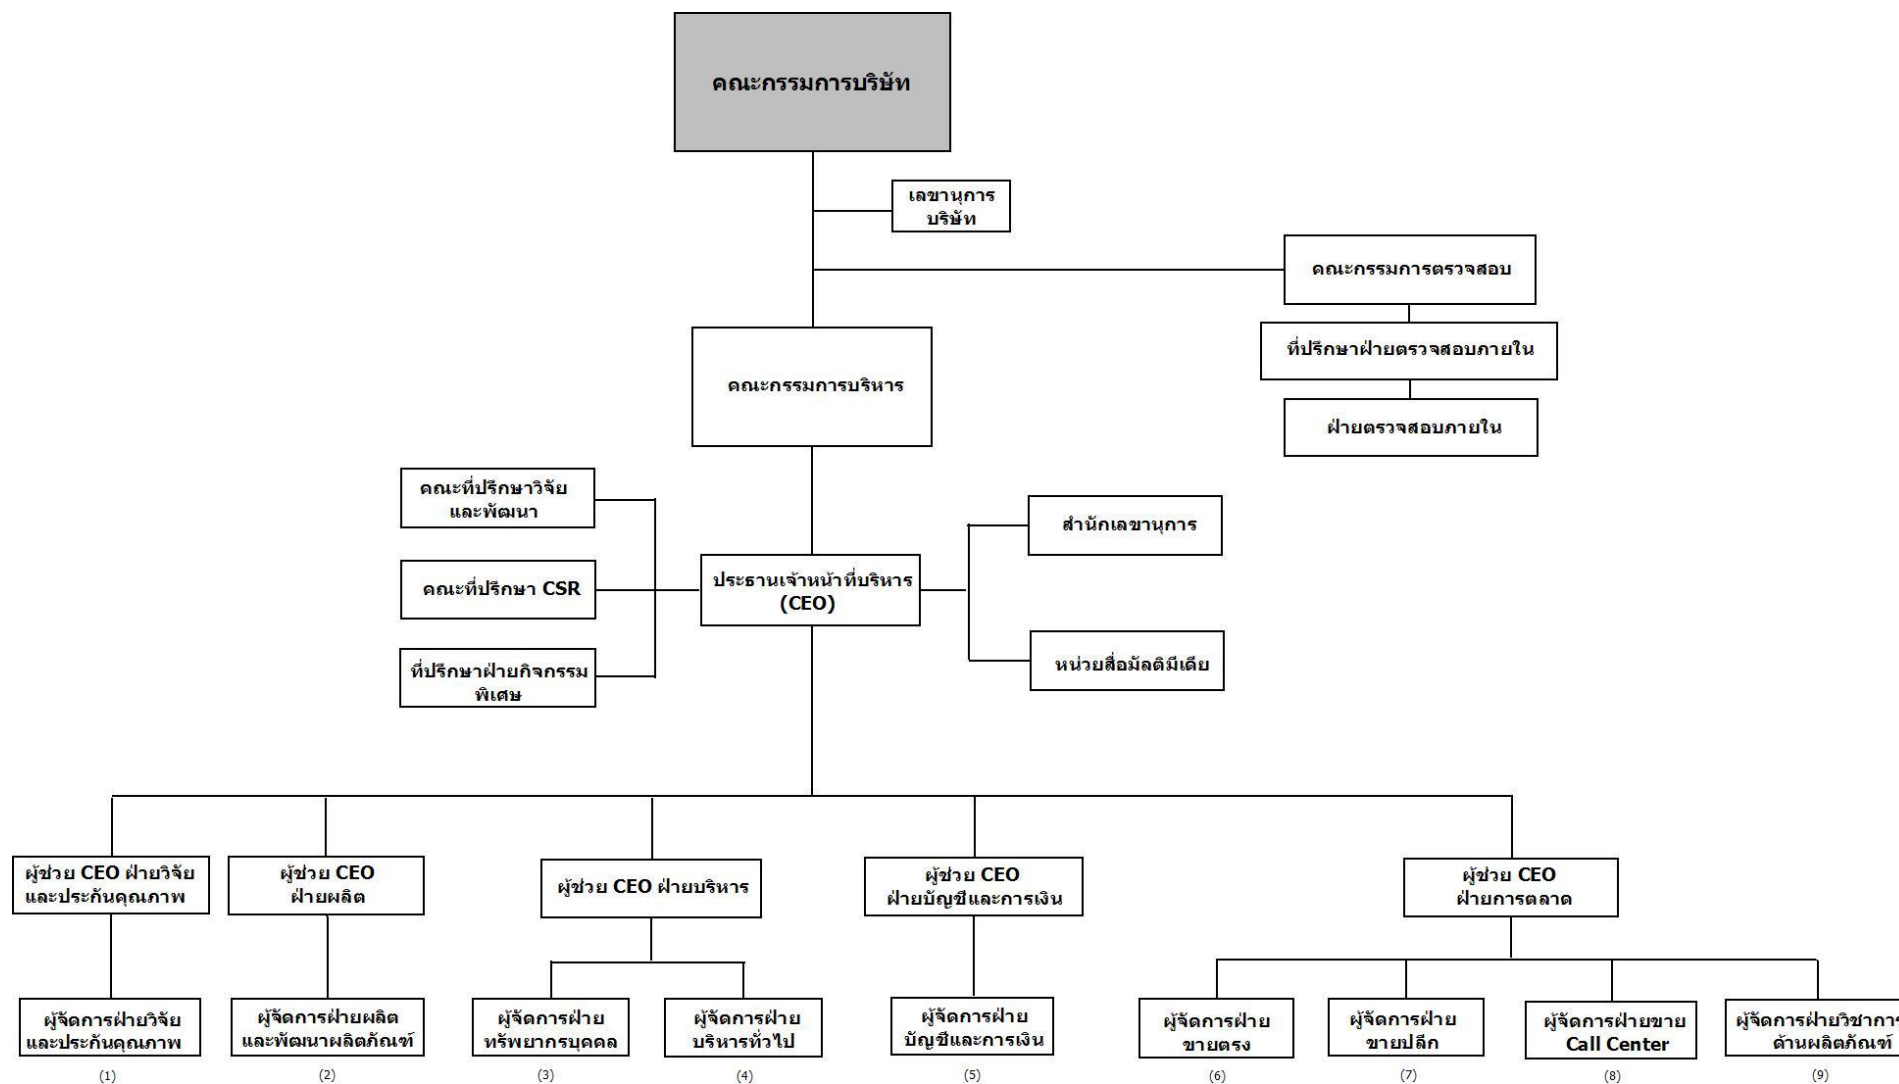 คณะกรรมการบริษัท
เลขานุการ
บริษัท
คณะกรรมการตรวจสอบ
ที่ปรึกษาฝ่ายตรวจสอบภายใน
คณะกรรมการบริหาร
ฝ่ายตรวจสอบภายใน
คณะที่ปรึกษาวิจัย
และพัฒนา
สำนักเลขานุการ
คณะที่ปรึกษา CSR
ประธานเจ้าหน้าที่บริหาร
(CEO)
ที่ปรึกษาฝ่ายกิจกรรม
พิเศษ
หน่วยสื่อมัลติมีเดีย
ผู้ช่วย CEO ฝ่ายวิจัย
และประกันคุณภาพ
ผู้ช่วย CEO
ฝ่ายผลิต
ผู้ช่วย CEO ฝ่ายบริหาร
ผู้ช่วย CEO
ฝ่ายบัญชีและการเงิน
ผู้ช่วย CEO
ฝ่ายการตลาด
ผู้จัดการฝ่ายวิจัย
และประกันคุณภาพ
ผู้จัดการฝ่ายผลิต
และพัฒนาผลิตภัณฑ์
ผู้จัดการฝ่าย
ทรัพยากรบุคคล
ผู้จัดการฝ่าย
บริหารทั่วไป
ผู้จัดการฝ่าย
บัญชีและการเงิน
ผู้จัดการฝ่าย
ขายตรง
ผู้จัดการฝ่าย
ขายปลีก
ผู้จัดการฝ่ายขาย
Call Center
ผู้จัดการฝ่ายวิชาการ
ด้านผลิตภัณฑ์
(1)
(2)
(3)
(4)
(5)
(6)
(7)
(8)
(9)